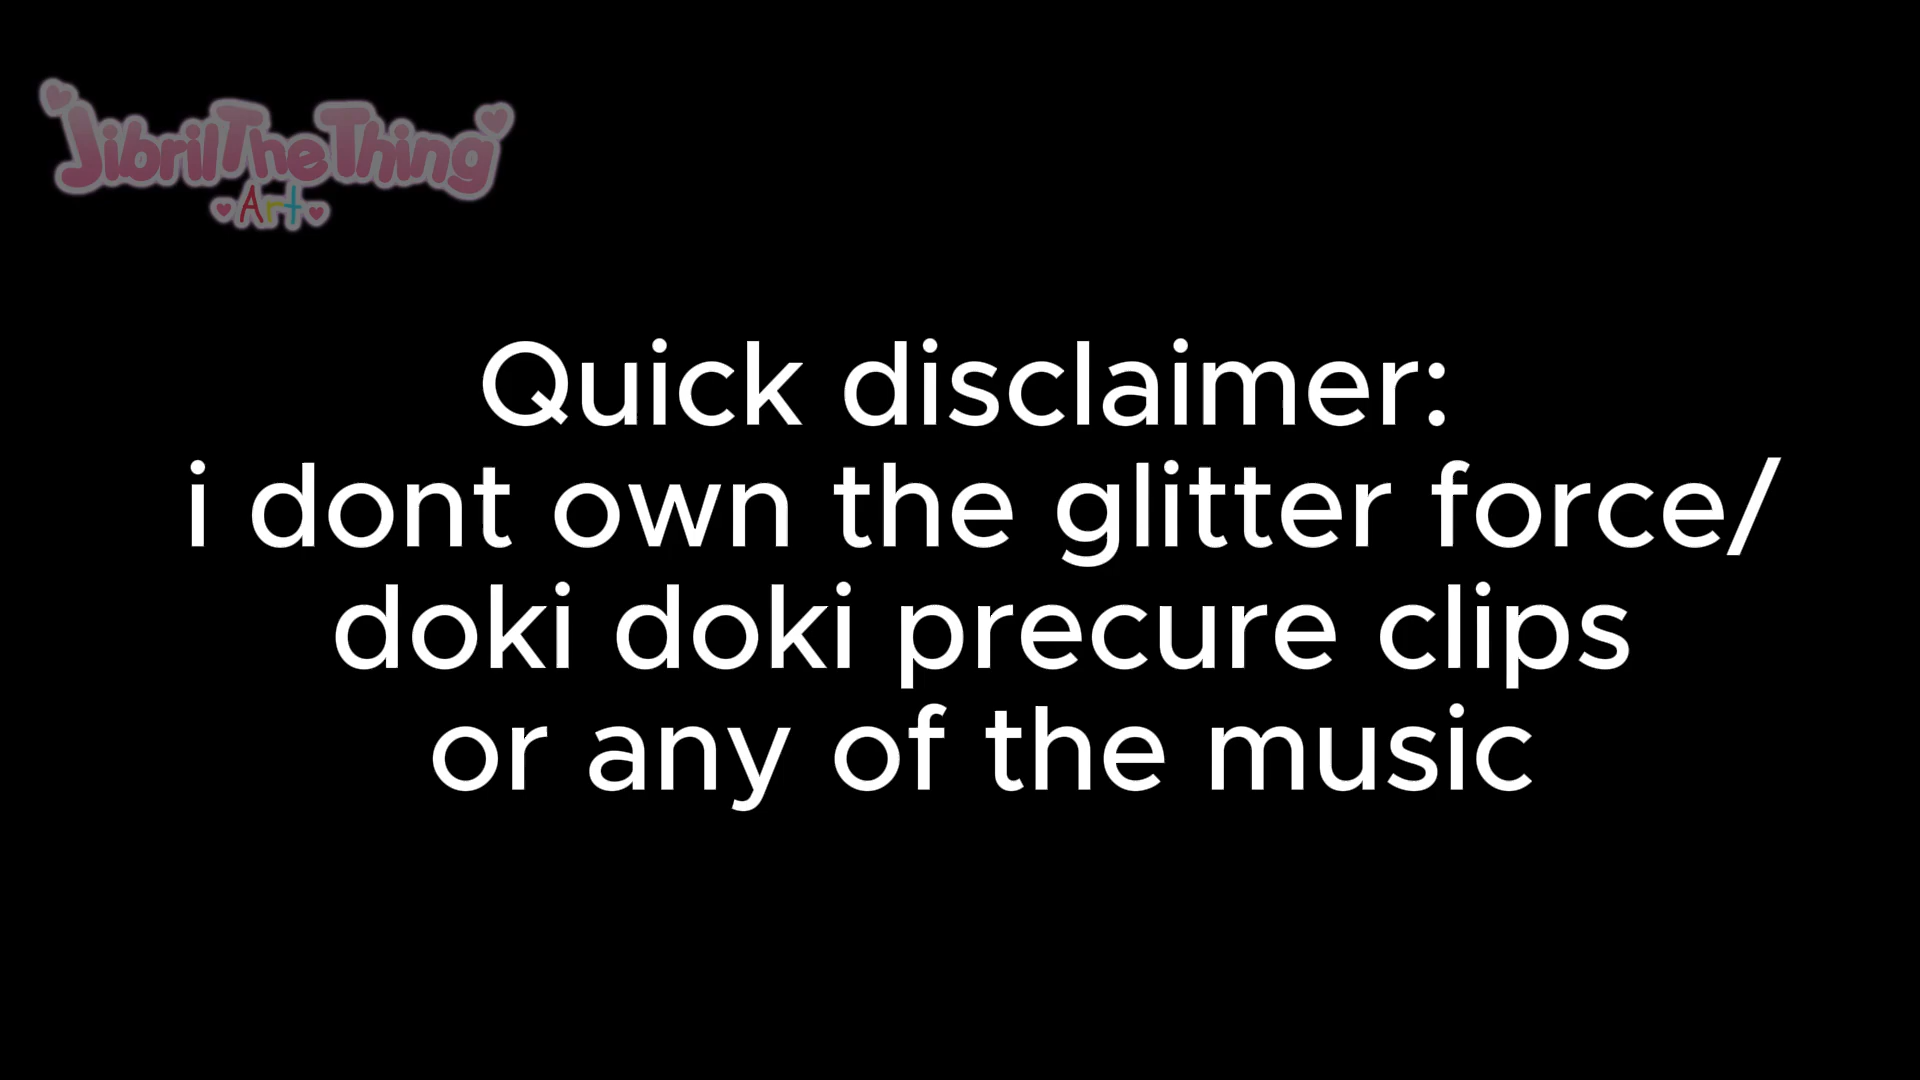 JibrilTheThing
Art
Quick disclaimer:
i dont own the glitter force/
doki doki precure clips
or any of the music